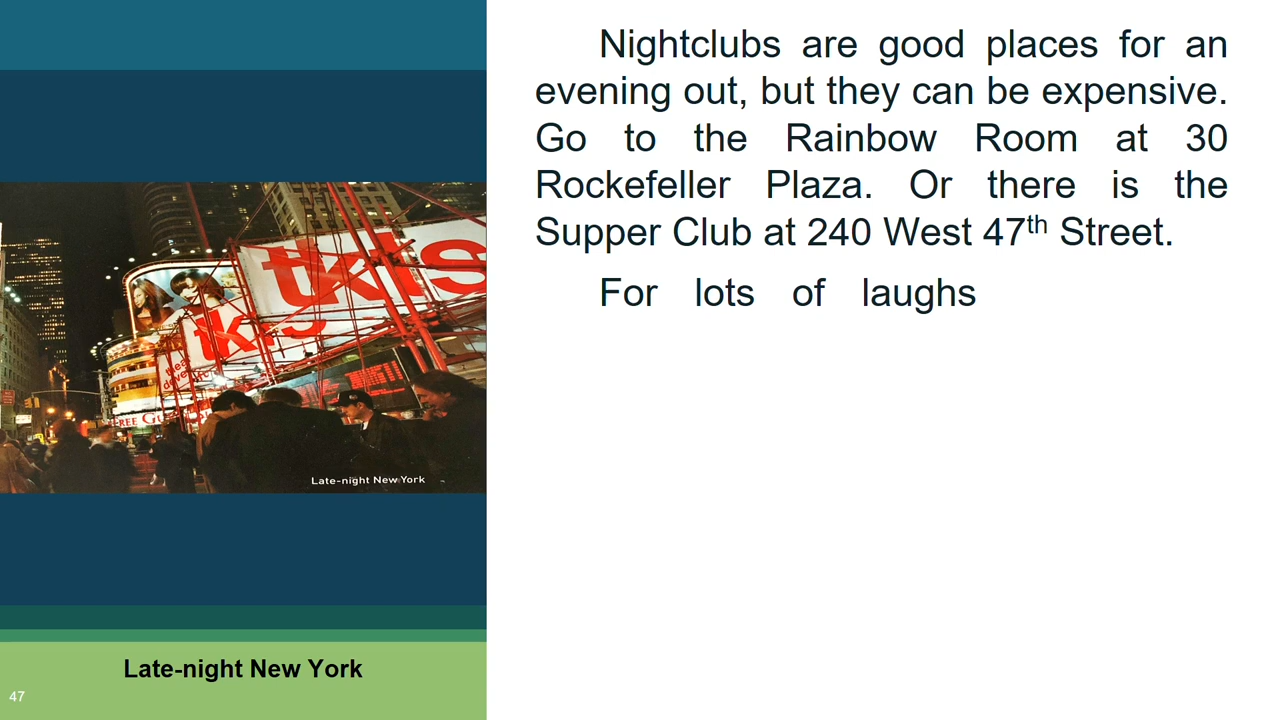 Nightclubs are good places for an
evening out, but they can be expensive.
Go to the Rainbow Room at 30
Rockefeller Plaza. Or there is the
Supper Club at 240 West 47th Street.
For lots of laughs
tkts
tkts
Late-night New York
Late-night New York
47